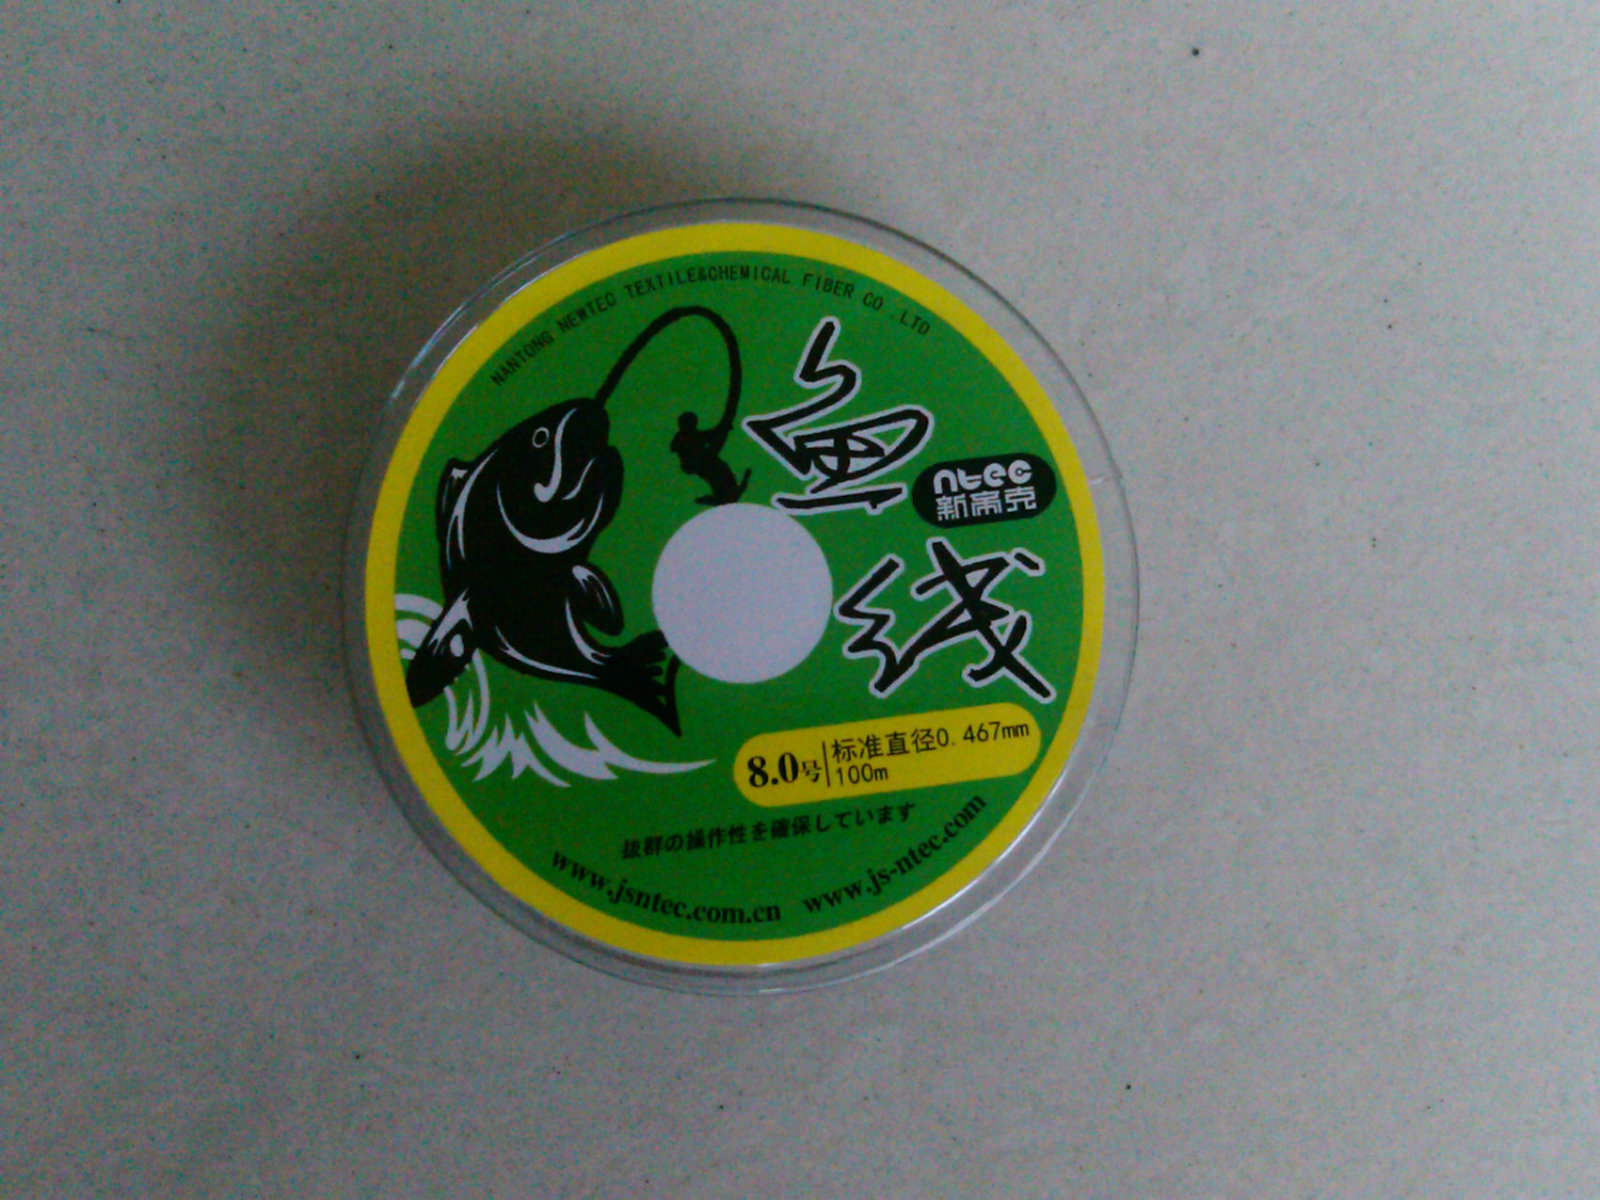 NANTONG NEWTEC TEXTILE&CHEMICAL FIBER CO.,LTD
鱼
线
ntec
新帝克
8.0号
标准直径0.467mm
100m
抜群の操作性を確保しています
www.jsntec.com.cn www.js-ntec.com